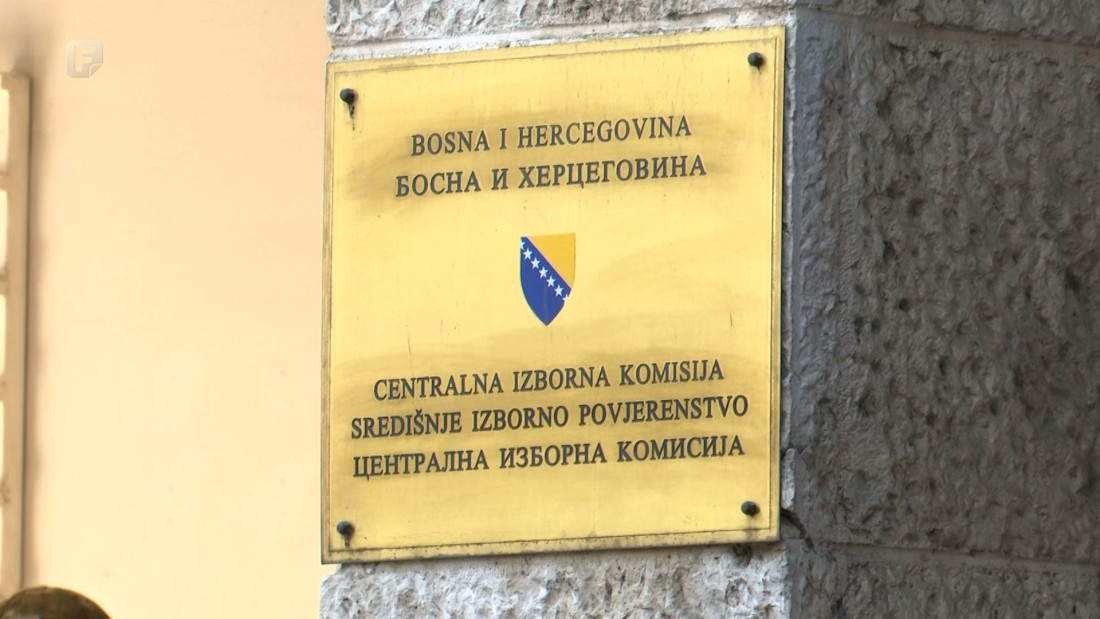 F
BOSNA I HERCEGOVINA
БОСНА И ХЕРЦЕГОВИНА
CENTRALNA IZBORNA KOMISIJA
SREDIŠNJE IZBORNO POVJERENSTVO
ЦЕНТРАЛНА ИЗБОРНА КОМИСИЈА